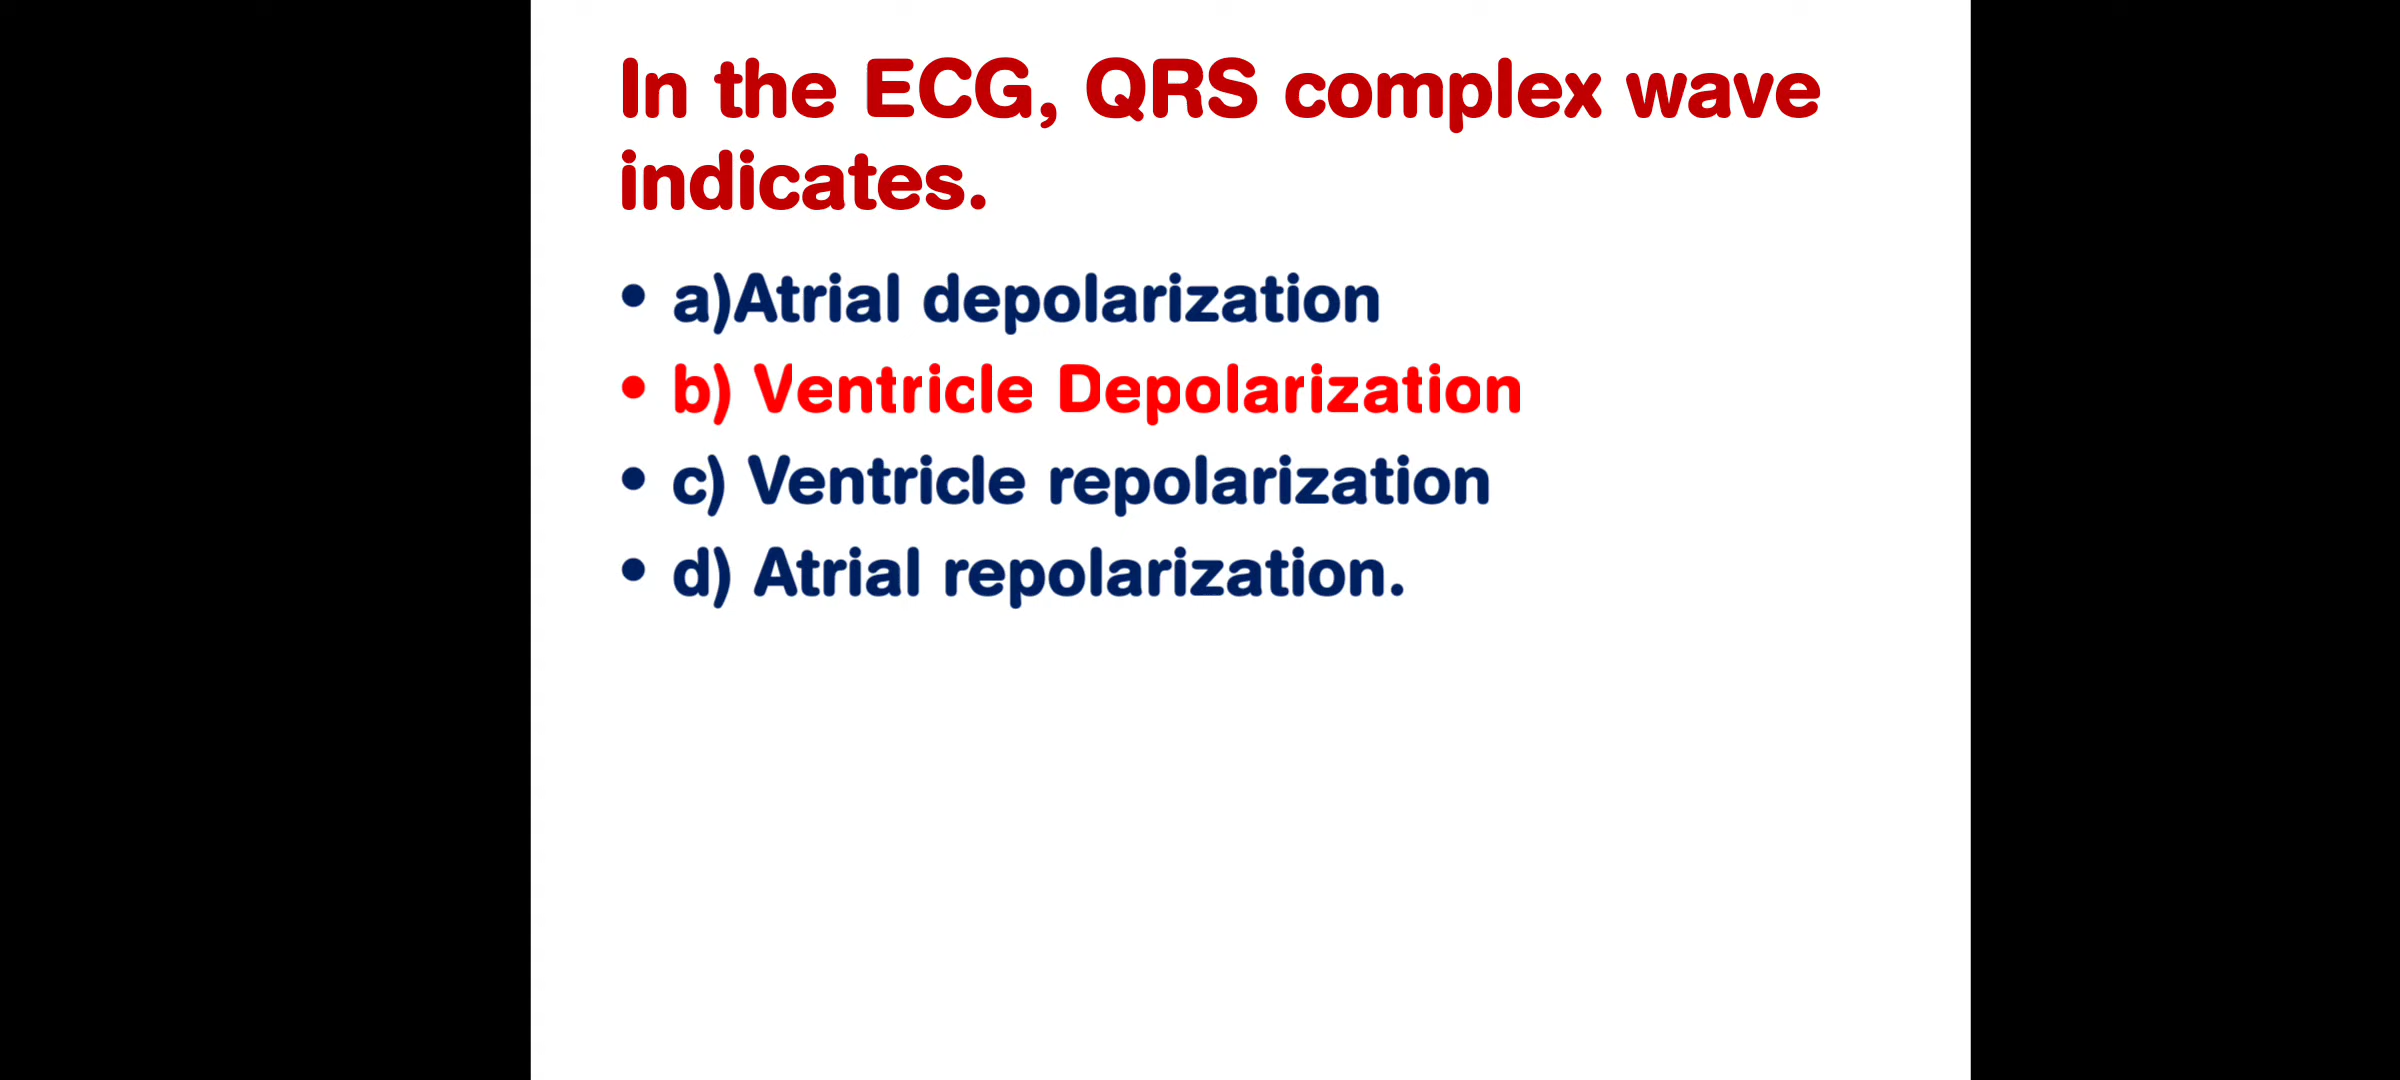 In the ECG, QRS complex wave
indicates.
• a)Atrial depolarization
• b) Ventricle Depolarization
• c) Ventricle repolarization
• d) Atrial repolarization.